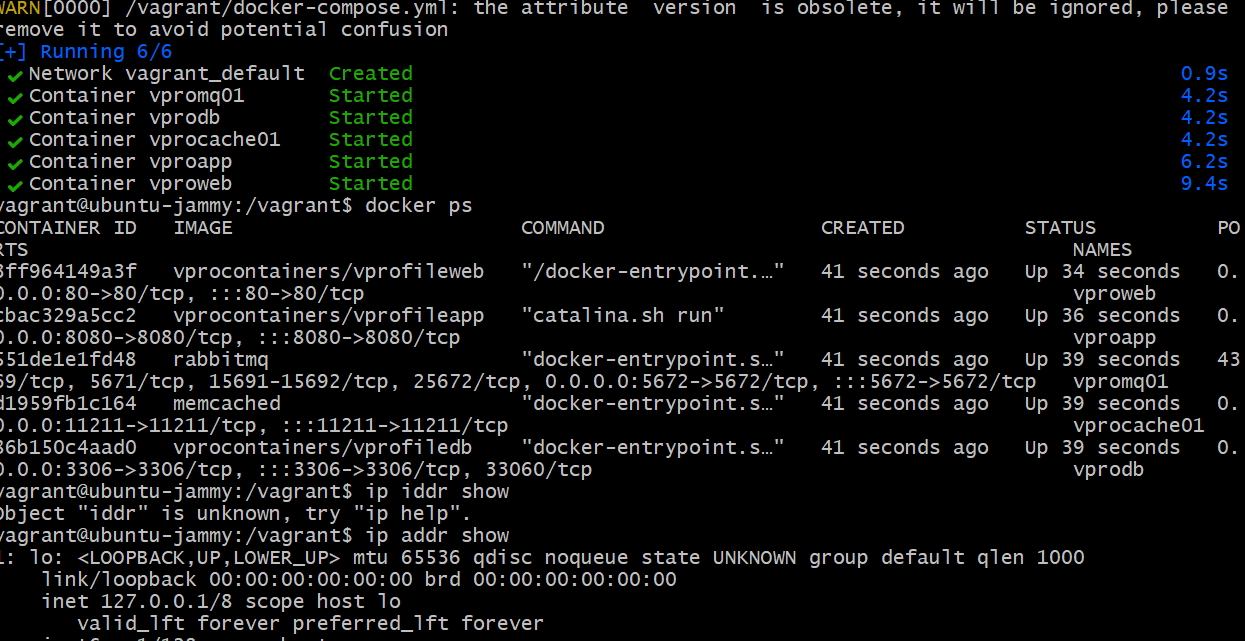 WARN[0000] /vagrant/docker-compose.yml: the attribute version is obsolete, it will be ignored, please
remove it to avoid potential confusion
[+] Running 6/6
✔ Network vagrant_default Created 0.9s
✔ Container vpromq01 Started 4.2s
✔ Container vprodb Started 4.2s
✔ Container vprocache01 Started 4.2s
✔ Container vproapp Started 6.2s
✔ Container vproweb Started 9.4s
vagrant@ubuntu-jammy:/vagrant$ docker ps
CONTAINER ID IMAGE COMMAND CREATED STATUS PO
RTS NAMES
3ff964149a3f vprocontainers/vprofileweb "/docker-entrypoint.…" 41 seconds ago Up 34 seconds 0.
0.0.0:80->80/tcp, :::80->80/tcp vproweb
cbac329a5cc2 vprocontainers/vprofileapp "catalina.sh run" 41 seconds ago Up 36 seconds 0.
0.0.0:8080->8080/tcp, :::8080->8080/tcp vproapp
551de1e1fd48 rabbitmq "docker-entrypoint.s…" 41 seconds ago Up 39 seconds 43
69/tcp, 5671/tcp, 15691-15692/tcp, 25672/tcp, 0.0.0.0:5672->5672/tcp, :::5672->5672/tcp vpromq01
d1959fb1c164 memcached "docker-entrypoint.s…" 41 seconds ago Up 39 seconds 0.
0.0.0:11211->11211/tcp, :::11211->11211/tcp vprocache01
86b150c4aad0 vprocontainers/vprofiledb "docker-entrypoint.s…" 41 seconds ago Up 39 seconds 0.
0.0.0:3306->3306/tcp, :::3306->3306/tcp, 33060/tcp vprodb
vagrant@ubuntu-jammy:/vagrant$ ip iddr show
Object "iddr" is unknown, try "ip help".
vagrant@ubuntu-jammy:/vagrant$ ip addr show
1: lo: <LOOPBACK,UP,LOWER_UP> mtu 65536 qdisc noqueue state UNKNOWN group default qlen 1000
link/loopback 00:00:00:00:00:00 brd 00:00:00:00:00:00
inet 127.0.0.1/8 scope host lo
valid_lft forever preferred_lft forever